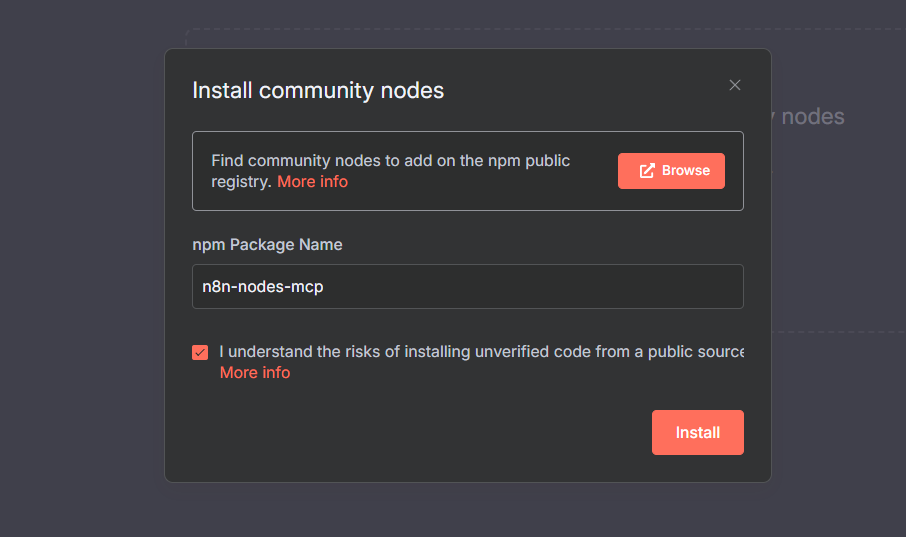 Install community nodes
nodes
Find community nodes to add on the npm public
registry. More info
Browse
npm Package Name
n8n-nodes-mcp
I understand the risks of installing unverified code from a public source
More info
Install